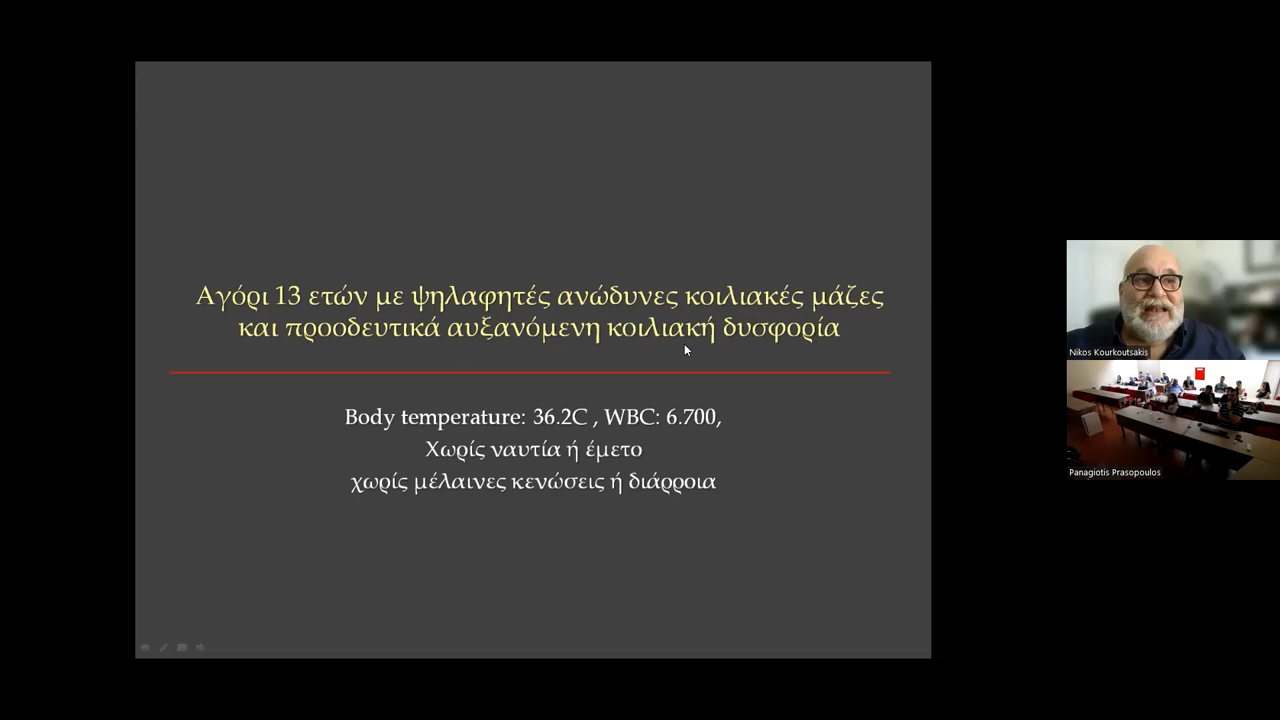 Αγόρι 13 ετών με ψηλαφητές ανώδυνες κοιλιακές μάζες
και προοδευτικά αυξανόμενη κοιλιακή δυσφορία
Body temperature: 36.2C , WBC: 6.700,
Χωρίς ναυτία ή έμετο
χωρίς μέλαινες κενώσεις ή διάρροια
Nikos Kourkoutsakis
Panagiotis Prasopoulos